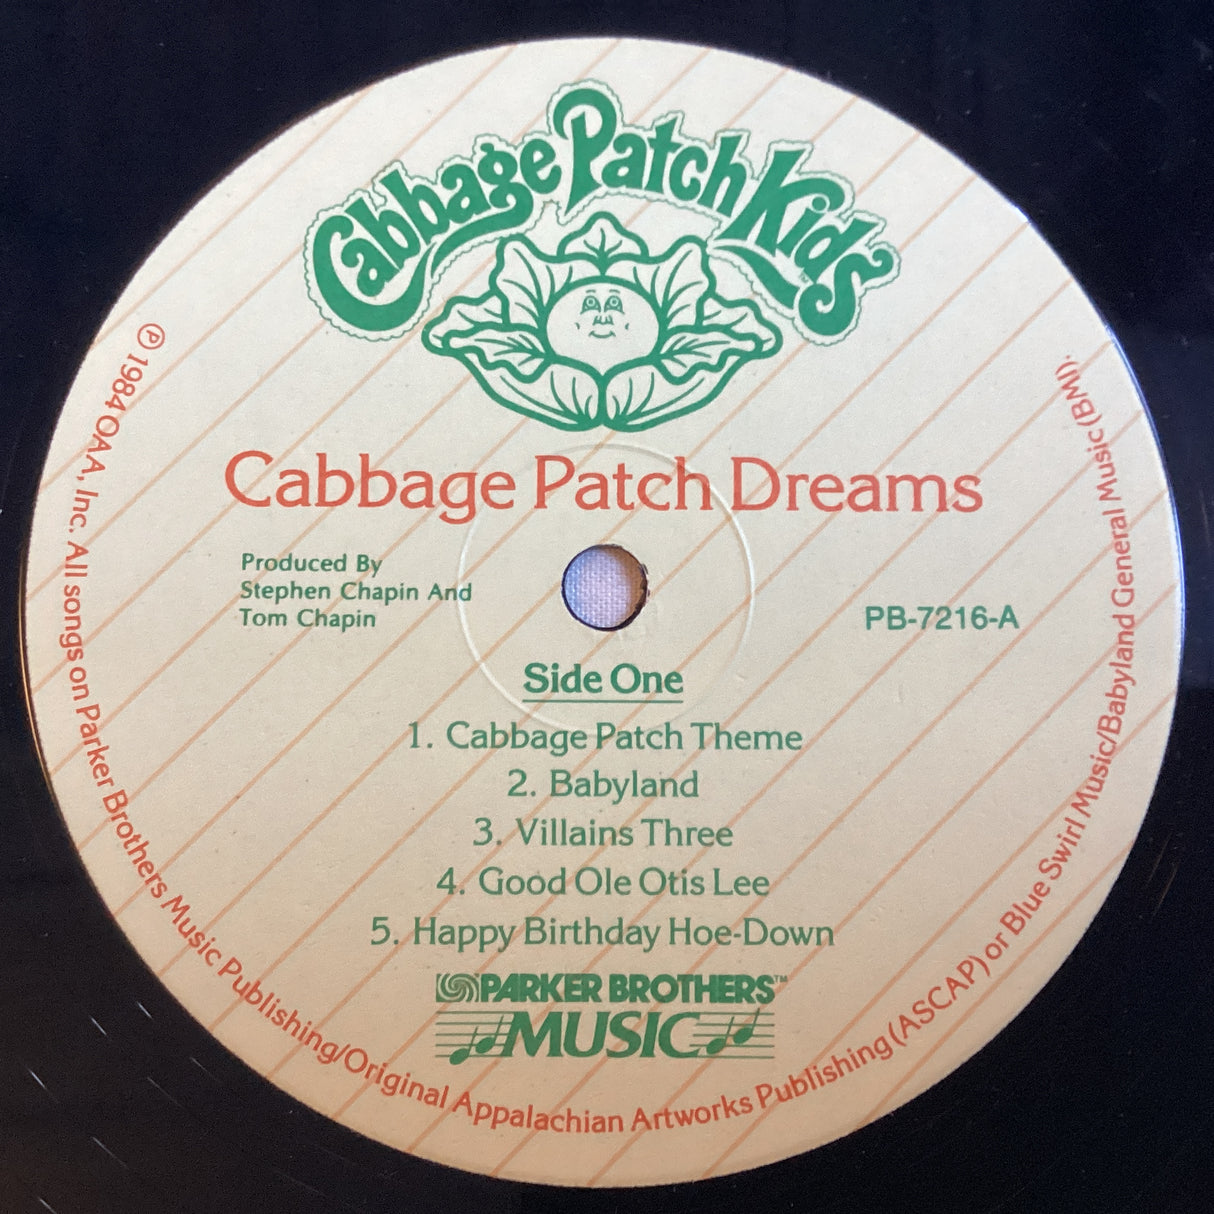 Cabbage Patch Kids™
Cabbage Patch Dreams
Produced By
Stephen Chapin And
Tom Chapin
PB-7216-A
Side One
1. Cabbage Patch Theme
2. Babyland
3. Villains Three
4. Good Ole Otis Lee
5. Happy Birthday Hoe-Down
PARKER BROTHERS™
MUSIC
℗ 1984 OAA, Inc. All songs on Parker Brothers Music Publishing/Original Appalachian Artworks Publishing (ASCAP) or Blue Swirl Music/Babyland General Music (BMI).